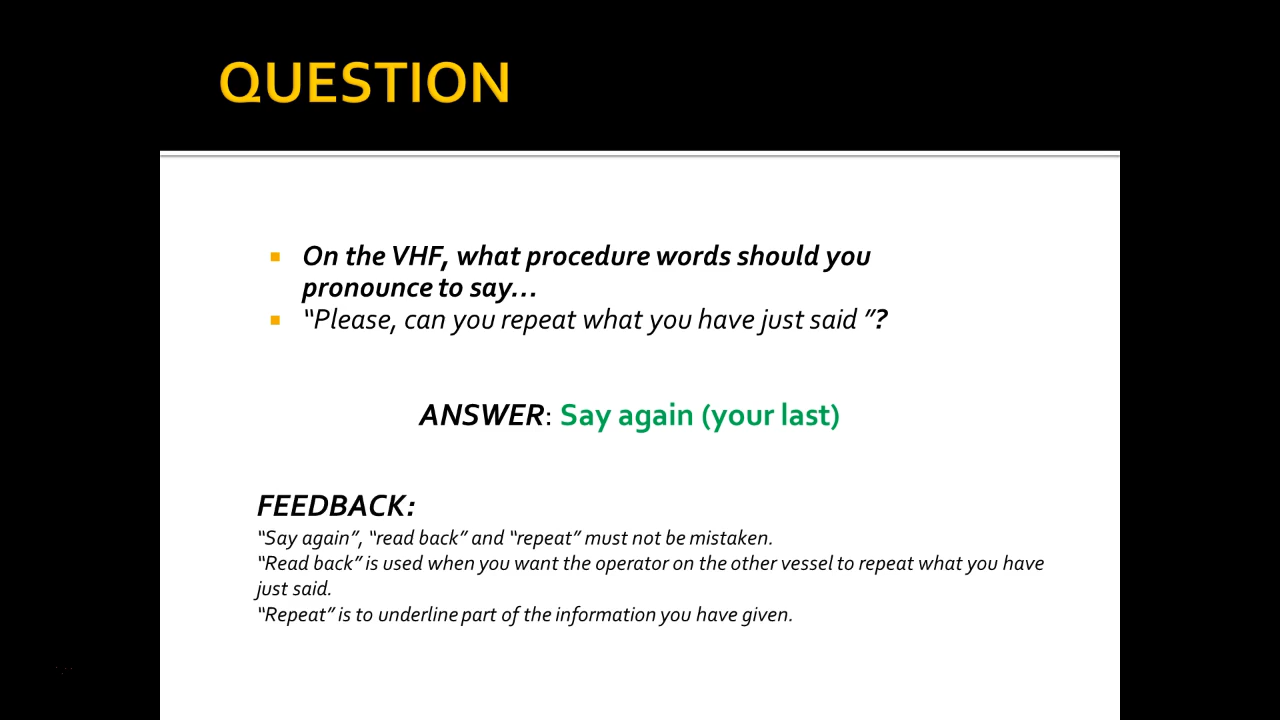 QUESTION
On the VHF, what procedure words should you
pronounce to say…
“Please, can you repeat what you have just said ”?
ANSWER: Say again (your last)
FEEDBACK:
“Say again”, “read back” and “repeat” must not be mistaken.
“Read back” is used when you want the operator on the other vessel to repeat what you have
just said.
“Repeat” is to underline part of the information you have given.